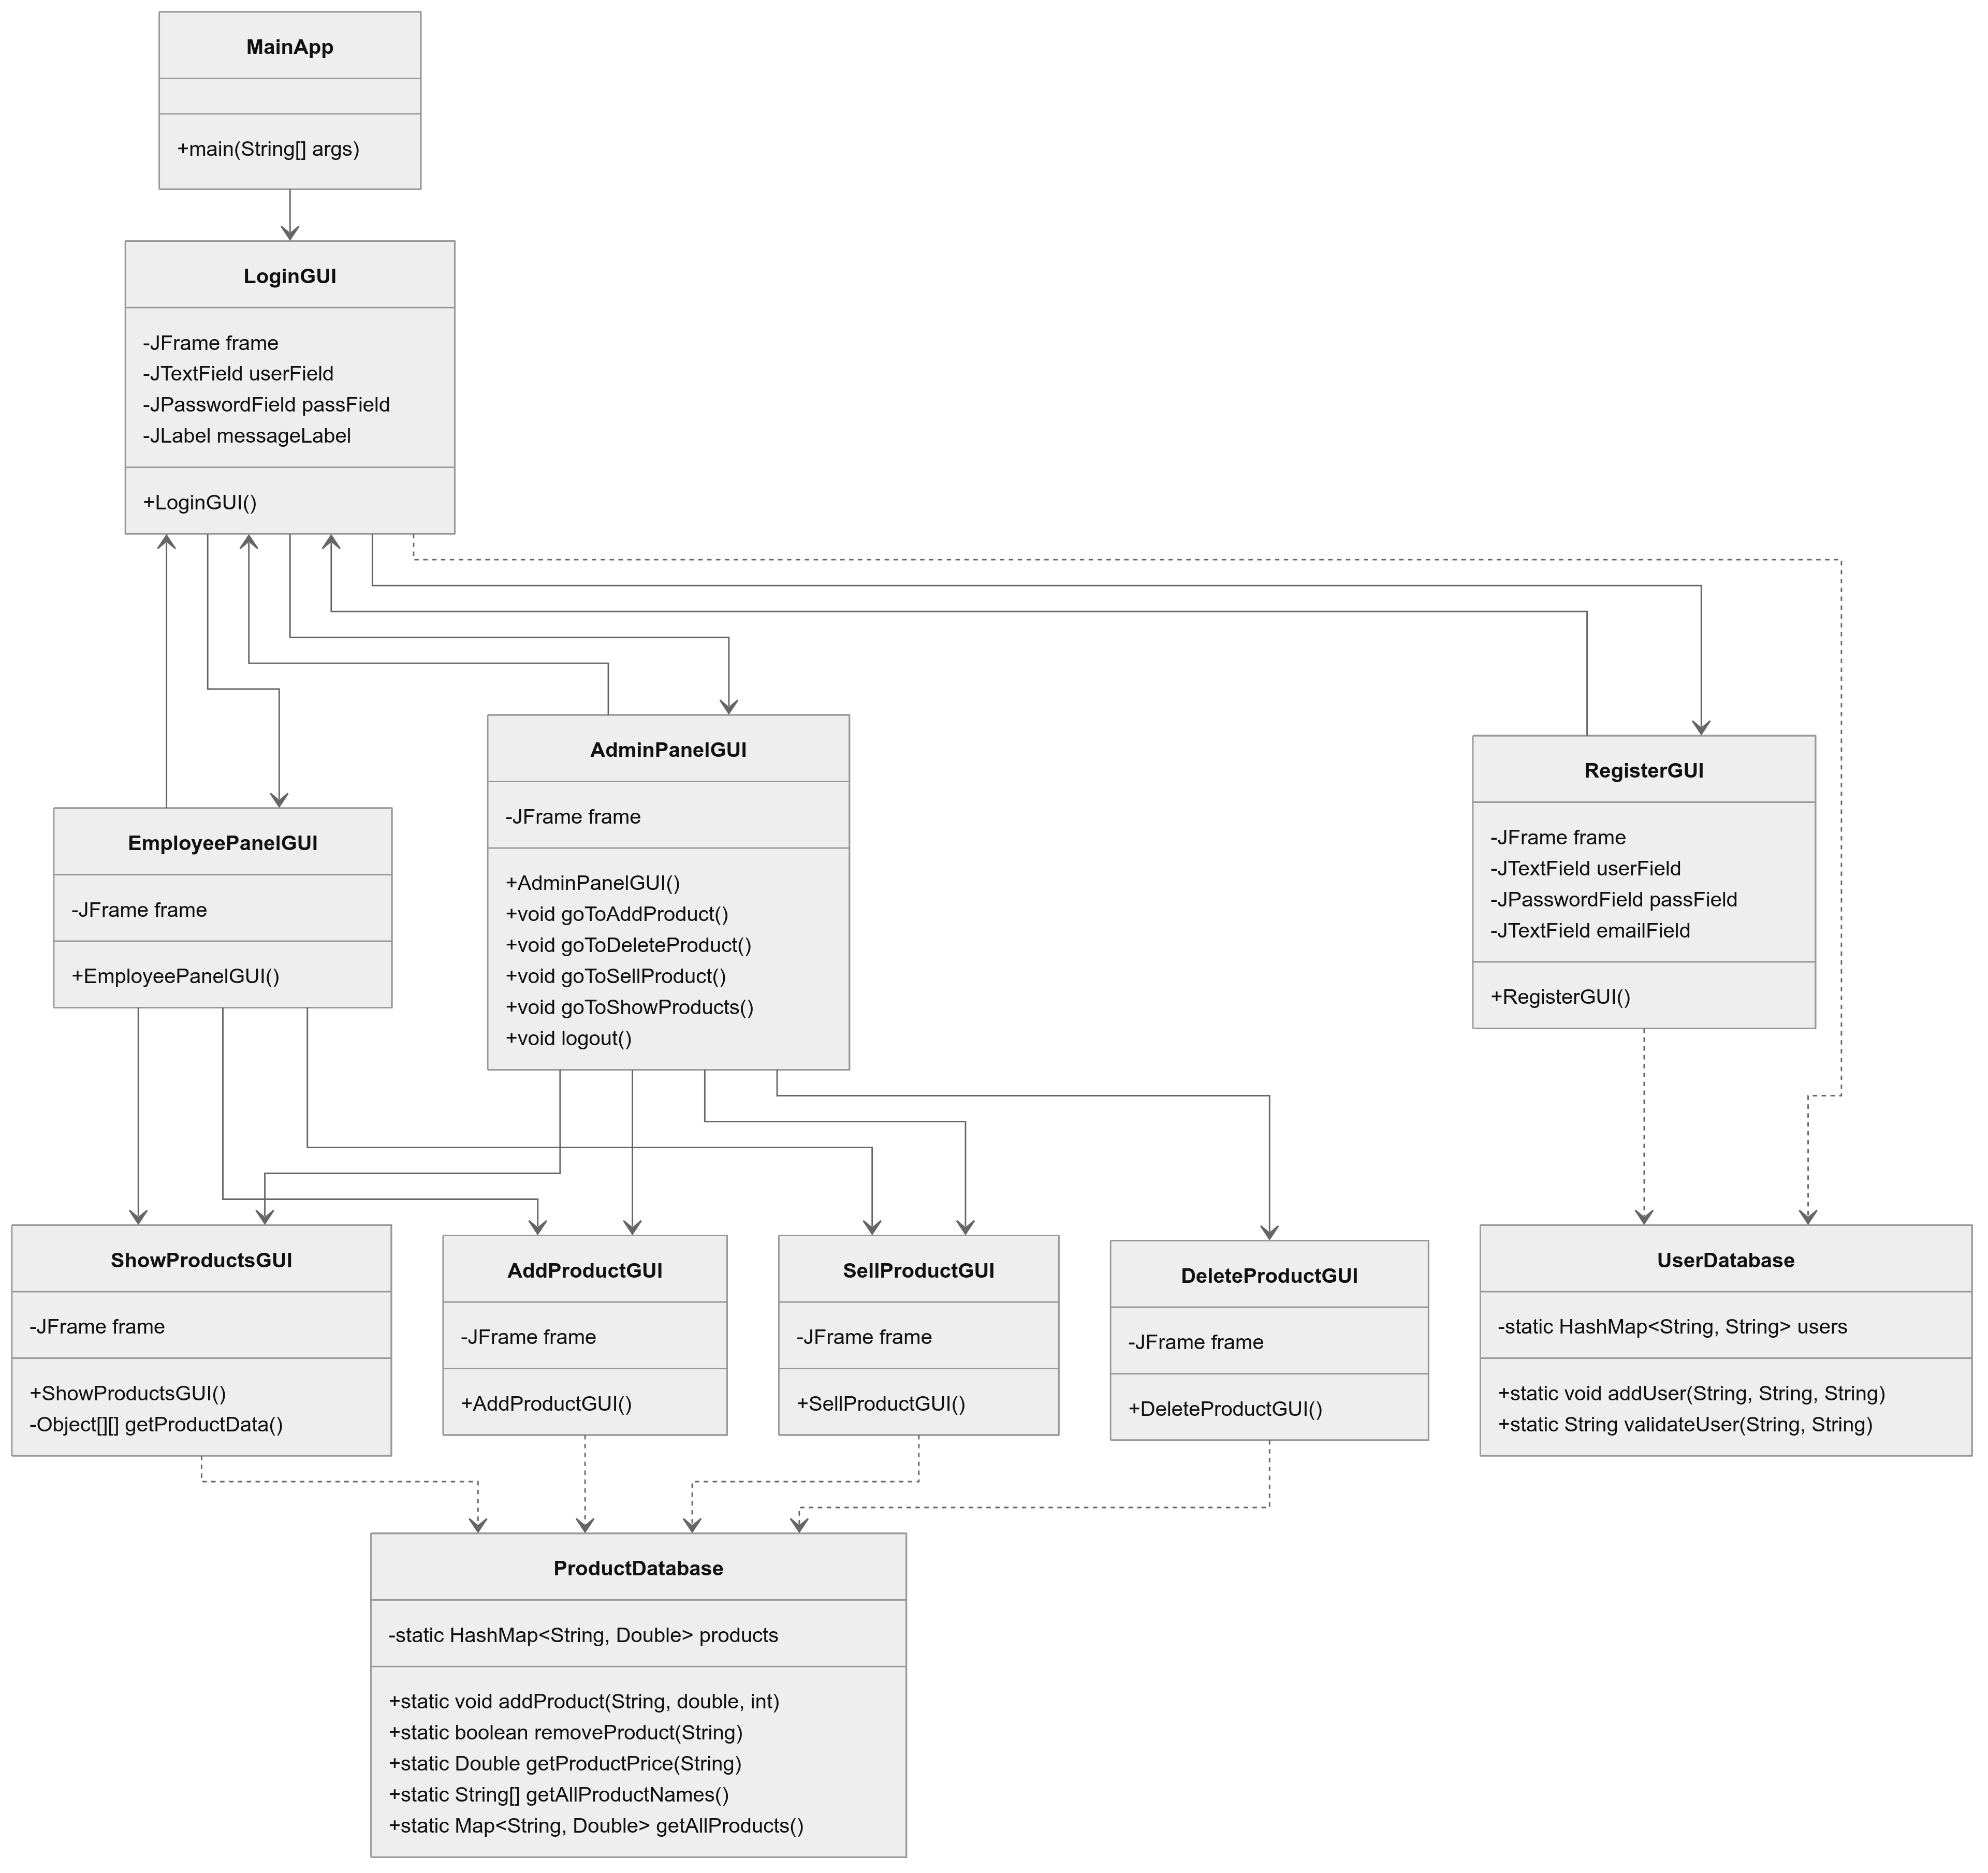 MainApp
+main(String[] args)
LoginGUI
-JFrame frame
-JTextField userField
-JPasswordField passField
-JLabel messageLabel
+LoginGUI()
AdminPanelGUI
-JFrame frame
+AdminPanelGUI()
+void goToAddProduct()
+void goToDeleteProduct()
+void goToSellProduct()
+void goToShowProducts()
+void logout()
RegisterGUI
-JFrame frame
-JTextField userField
-JPasswordField passField
-JTextField emailField
+RegisterGUI()
EmployeePanelGUI
-JFrame frame
+EmployeePanelGUI()
ShowProductsGUI
-JFrame frame
+ShowProductsGUI()
-Object[][] getProductData()
AddProductGUI
-JFrame frame
+AddProductGUI()
SellProductGUI
-JFrame frame
+SellProductGUI()
DeleteProductGUI
-JFrame frame
+DeleteProductGUI()
UserDatabase
-static HashMap<String, String> users
+static void addUser(String, String, String)
+static String validateUser(String, String)
ProductDatabase
-static HashMap<String, Double> products
+static void addProduct(String, double, int)
+static boolean removeProduct(String)
+static Double getProductPrice(String)
+static String[] getAllProductNames()
+static Map<String, Double> getAllProducts()